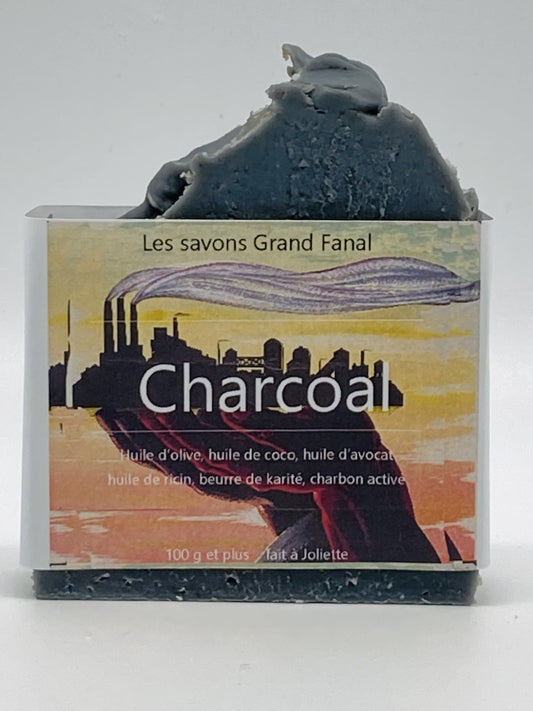 Les savons Grand Fanal
Charcoal
Huile d'olive, huile de coco, huile d'avocat,
huile de ricin, beurre de karité, charbon active
100 g et plus / fait à Joliette